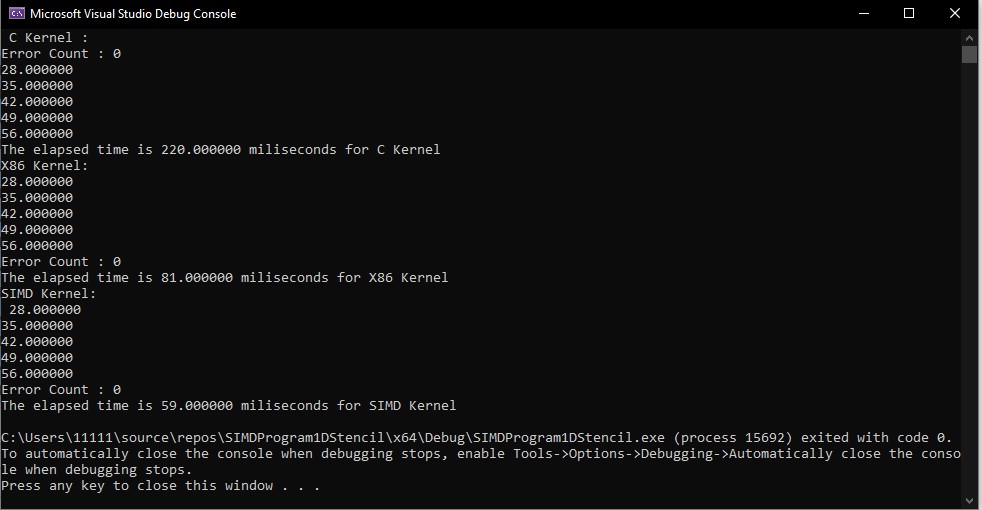 Microsoft Visual Studio Debug Console
C Kernel :
Error Count : 0
28.000000
35.000000
42.000000
49.000000
56.000000
The elapsed time is 220.000000 miliseconds for C Kernel
X86 Kernel:
28.000000
35.000000
42.000000
49.000000
56.000000
Error Count : 0
The elapsed time is 81.000000 miliseconds for X86 Kernel
SIMD Kernel:
28.000000
35.000000
42.000000
49.000000
56.000000
Error Count : 0
The elapsed time is 59.000000 miliseconds for SIMD Kernel
C:\Users\11111\source\repos\SIMDProgram1DStencil\x64\Debug\SIMDProgram1DStencil.exe (process 15692) exited with code 0.
To automatically close the console when debugging stops, enable Tools->Options->Debugging->Automatically close the conso
le when debugging stops.
Press any key to close this window . . .